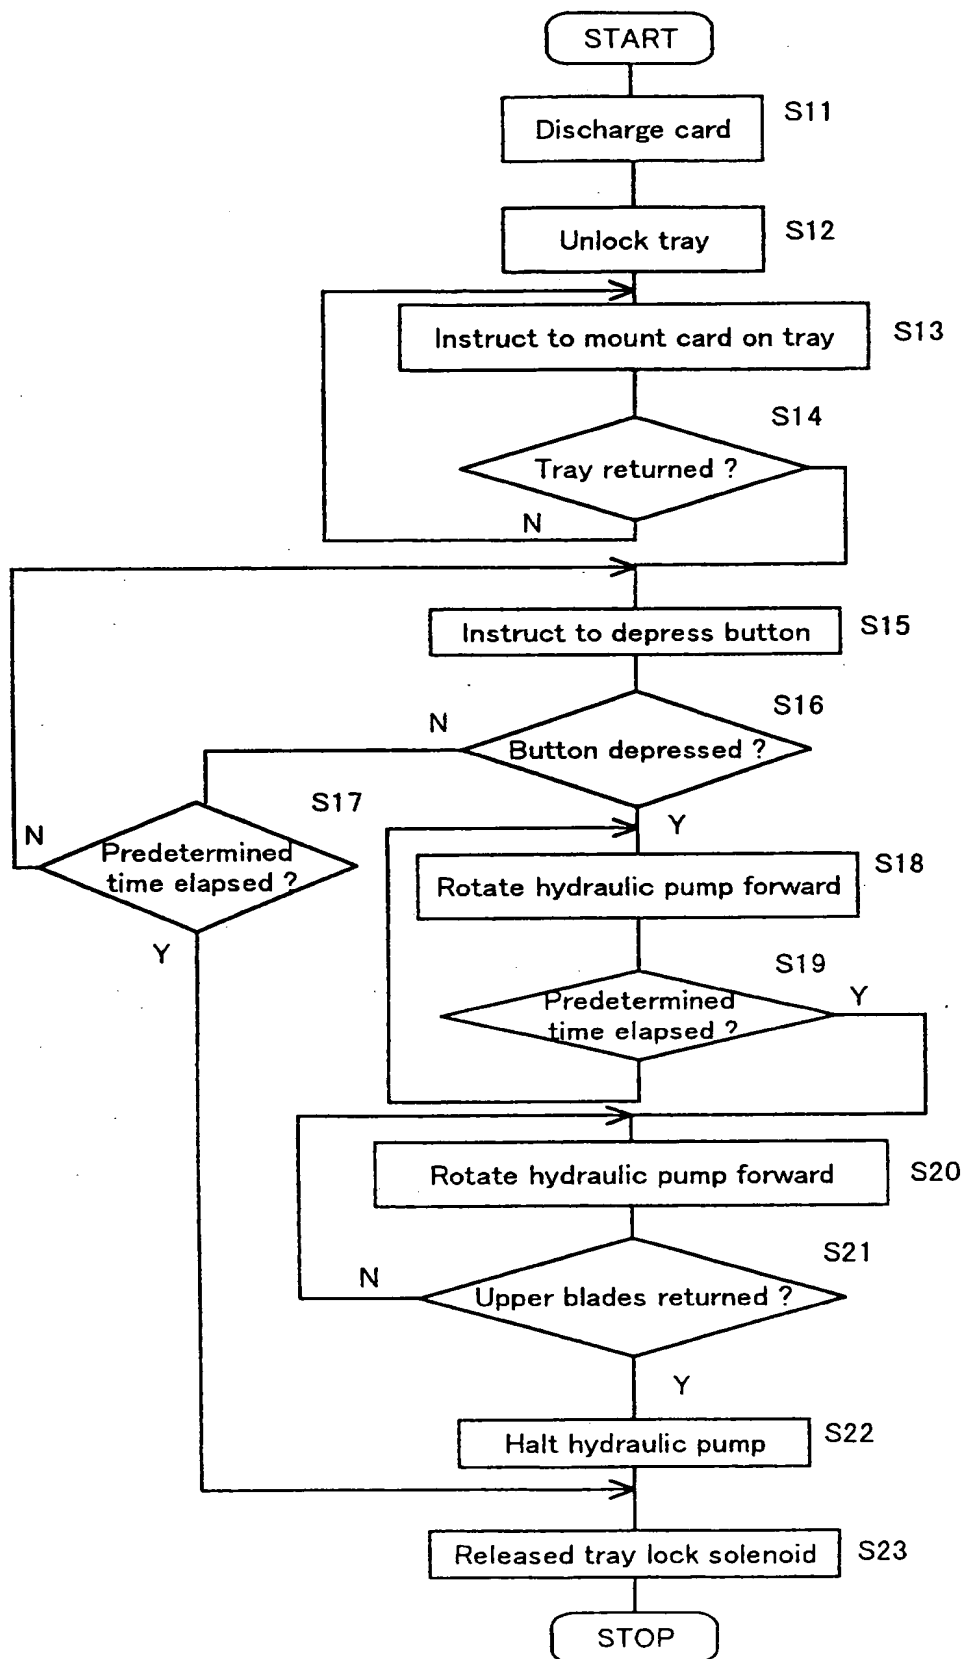 START
S11
Discharge card
S12
Unlock tray
S13
Instruct to mount card on tray
S14
Tray returned ?
N
S15
Instruct to depress button
S16
N
Button depressed ?
Y
S17
N
Predetermined
time elapsed ?
Y
S18
Rotate hydraulic pump forward
S19
Predetermined
time elapsed ?
Y
S20
Rotate hydraulic pump forward
S21
N
Upper blades returned ?
Y
S22
Halt hydraulic pump
S23
Released tray lock solenoid
STOP